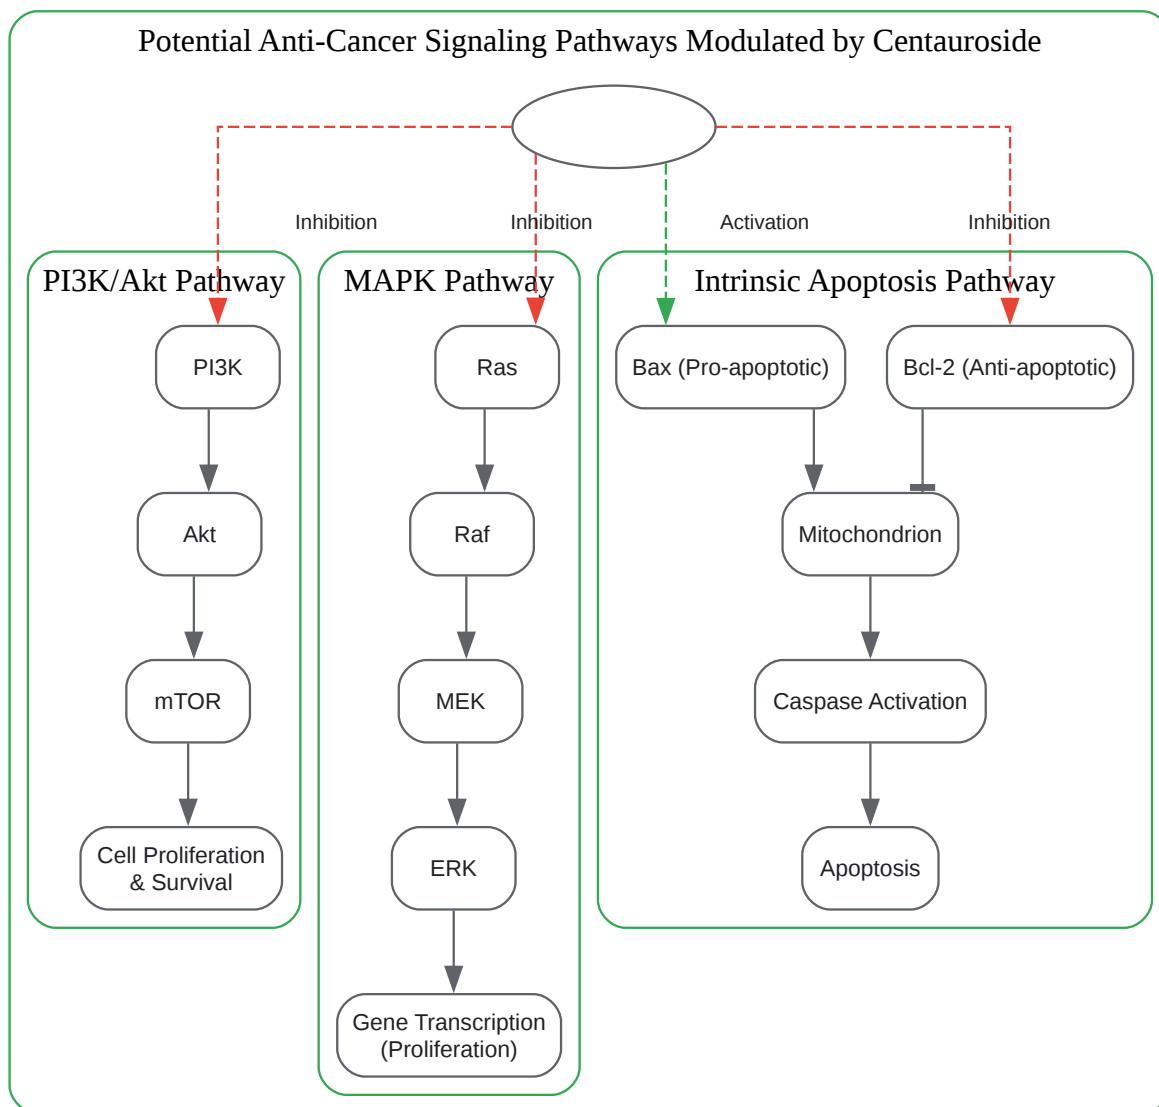 Potential Anti-Cancer Signaling Pathways Modulated by Centauroside
Inhibition
Inhibition
Activation
Inhibition
PI3K/Akt Pathway
PI3K
Akt
mTOR
Cell Proliferation
& Survival
MAPK Pathway
Ras
Raf
MEK
ERK
Gene Transcription
(Proliferation)
Intrinsic Apoptosis Pathway
Bax (Pro-apoptotic)
Bcl-2 (Anti-apoptotic)
Mitochondrion
Caspase Activation
Apoptosis